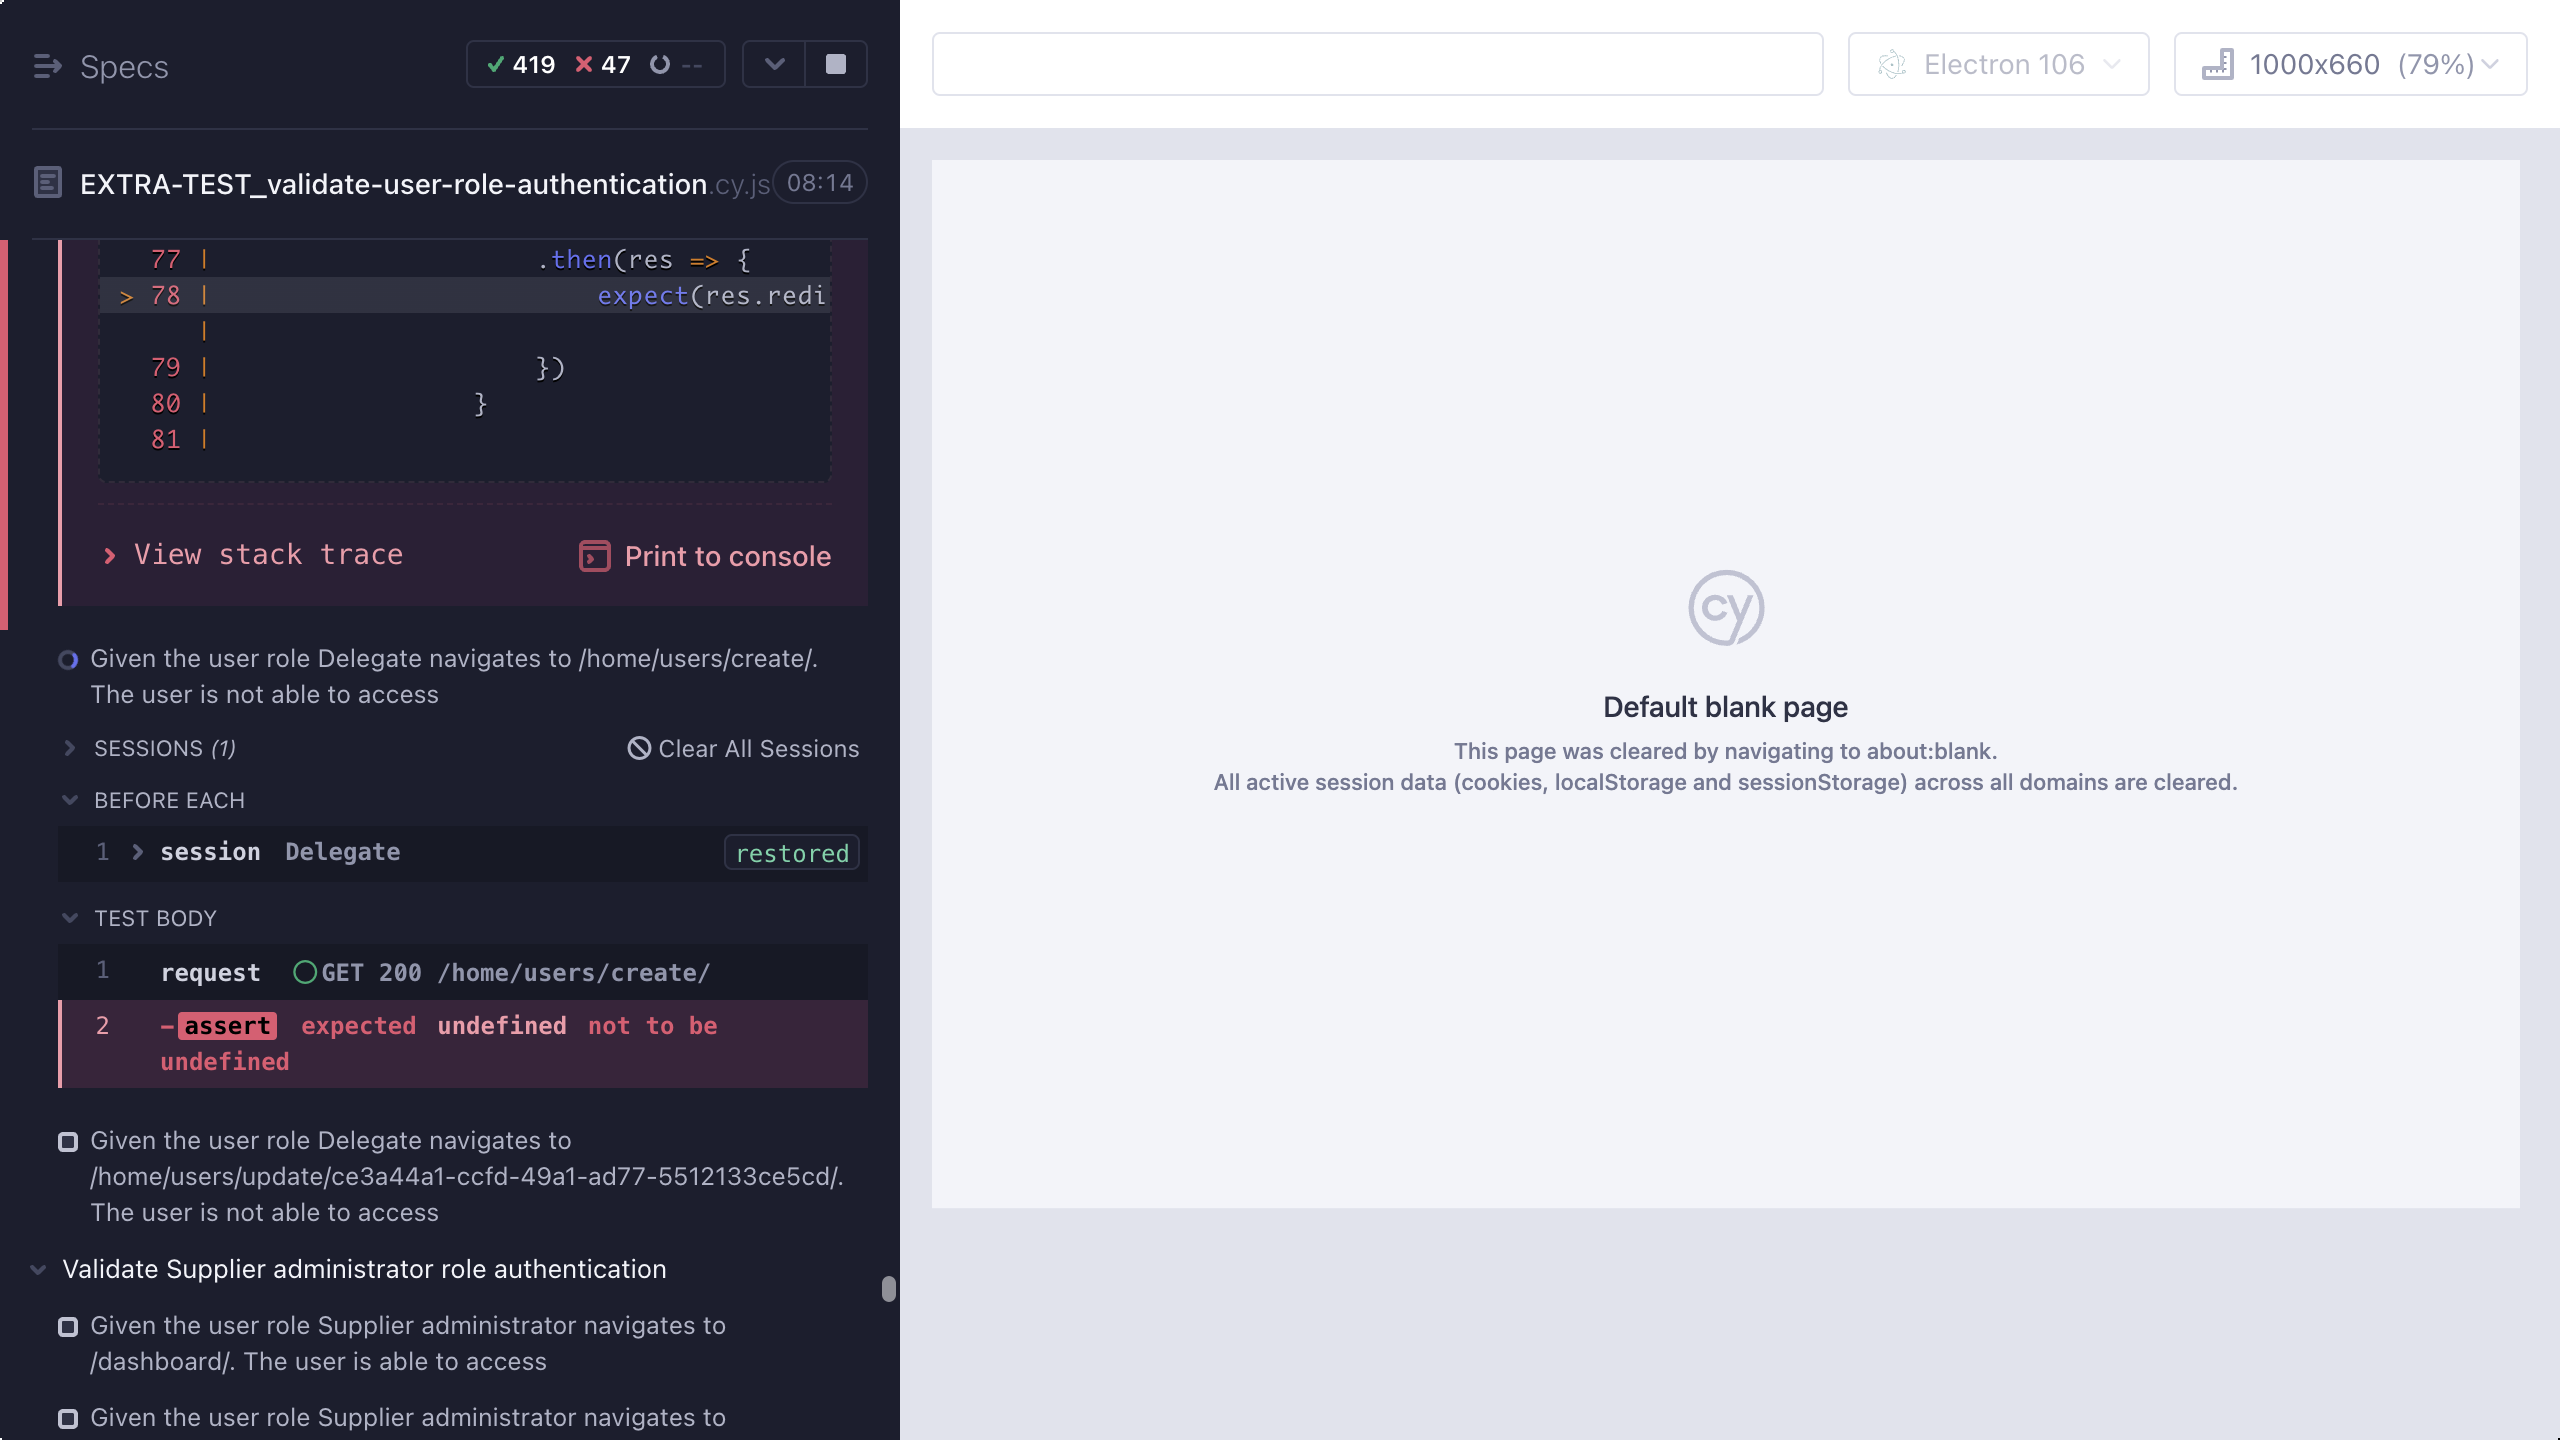 Specs
419 47 --
EXTRA-TEST_validate-user-role-authentication.cy.js 08:14
77 | .then(res => {
> 78 | expect(res.redi
|
79 | })
80 | }
81 |
View stack trace
Print to console
Given the user role Delegate navigates to /home/users/create/.
The user is not able to access
SESSIONS (1)
Clear All Sessions
BEFORE EACH
1 session Delegate restored
TEST BODY
1 request GET 200 /home/users/create/
2 -assert expected undefined not to be
undefined
Given the user role Delegate navigates to
/home/users/update/ce3a44a1-ccfd-49a1-ad77-5512133ce5cd/.
The user is not able to access
Validate Supplier administrator role authentication
Given the user role Supplier administrator navigates to
/dashboard/. The user is able to access
Given the user role Supplier administrator navigates to
Electron 106
1000x660 (79%)
cy
Default blank page
This page was cleared by navigating to about:blank.
All active session data (cookies, localStorage and sessionStorage) across all domains are cleared.